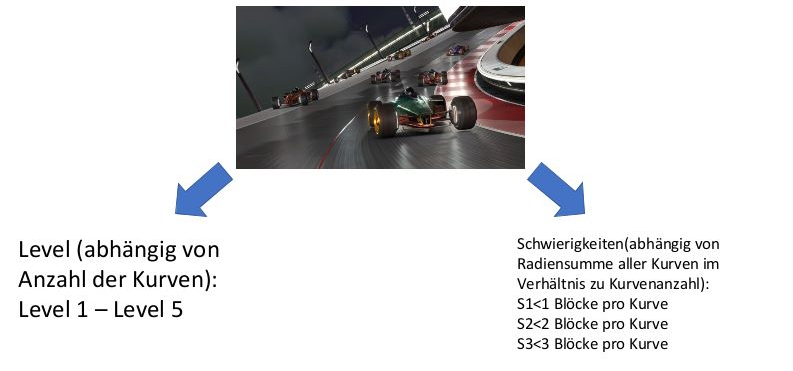 Level (abhängig von
Anzahl der Kurven):
Level 1 – Level 5
Schwierigkeiten(abhängig von
Radiensumme aller Kurven im
Verhältnis zu Kurvenanzahl):
S1<1 Blöcke pro Kurve
S2<2 Blöcke pro Kurve
S3<3 Blöcke pro Kurve